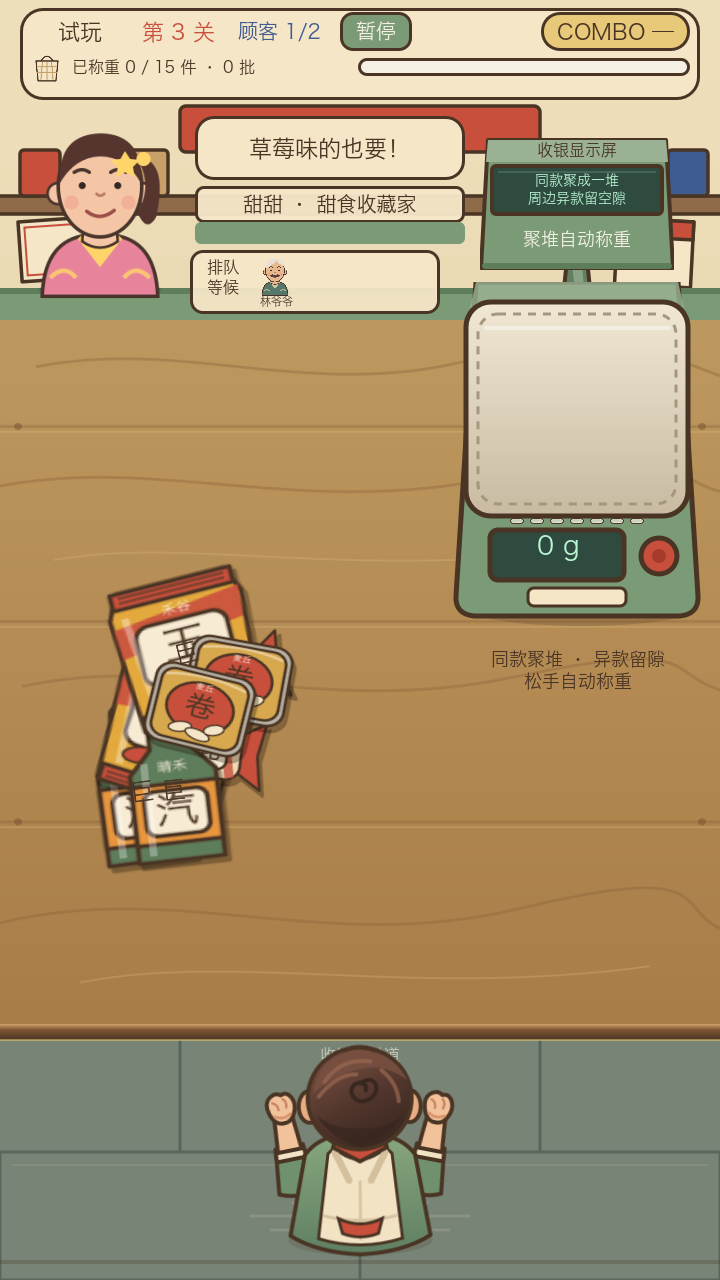 试玩
第 3 关
顾客 1/2
暂停
COMBO —
已称重 0 / 15 件 · 0 批
草莓味的也要!
甜甜 · 甜食收藏家
排队
等候
林爷爷
收银显示屏
同款聚成一堆
周边异款留空隙
聚堆自动称重
0 g
同款聚堆 · 异款留隙
松手自动称重
禾谷
麦丘
卷
麦丘
卷
晴禾
汽